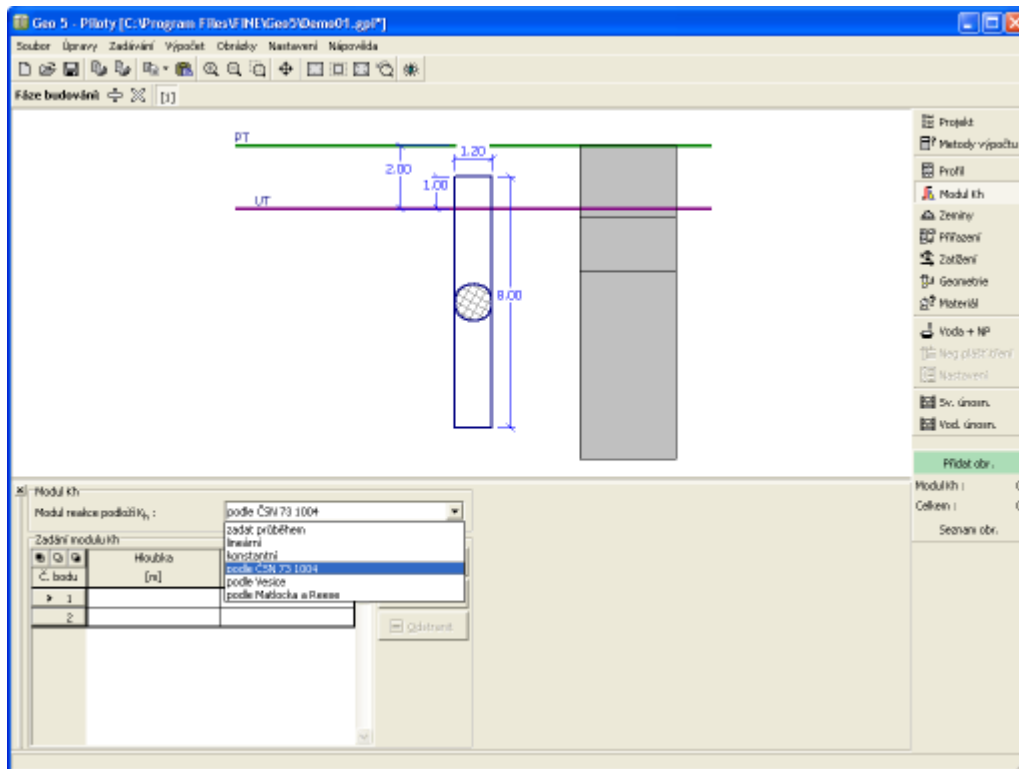 Geo 5 - Piloty [C:\Program Files\FINE\Geo5\Demo01.gpl*]
Soubor Úpravy Zadávání Výpočet Obrázky Nastavení Nápověda
Fáze budování: [1]
PT
1.20
2.00
1.00
UT
8.00
Projekt
Metody výpočtu
Profil
Modul Kh
Zeminy
Přiřazení
Zatížení
Geometrie
Materiál
Voda + NP
Neg.plášť.tření
Nastavení
Sv. únosn.
Vod. únosn.
Přidat obr.
Modul Kh :
Celkem :
Seznam obr.
Modul Kh
Modul reakce podloží Kh :
podle ČSN 73 1004
zadat průběhem
lineární
konstantní
podle ČSN 73 1004
podle Vesice
podle Matlocka a Reese
Zadání modulu Kh
Č. bodu
Hloubka
[m]
1
2
Odstranit